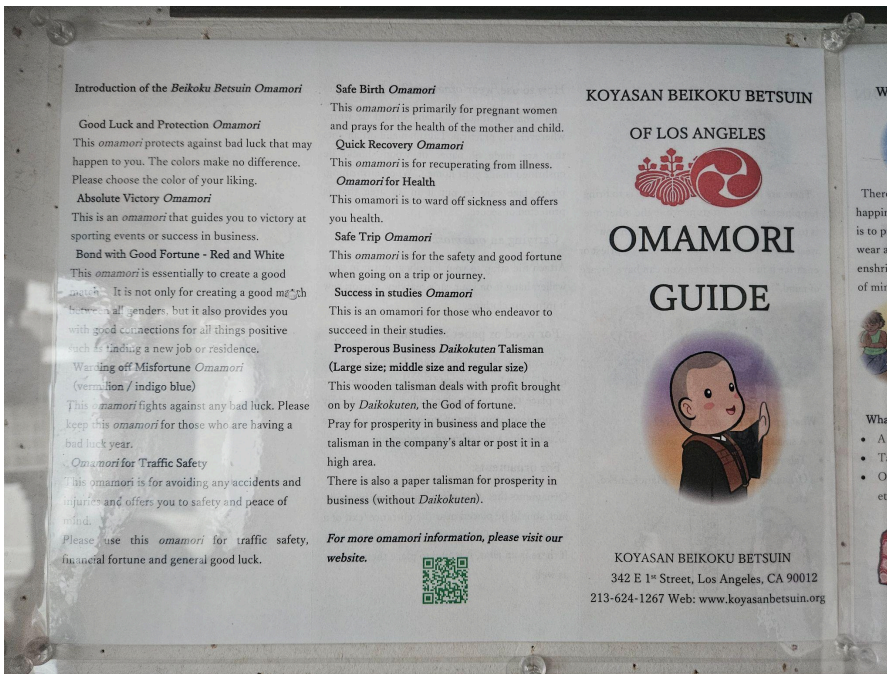 Introduction of the Beikoku Betsuin Omamori
Good Luck and Protection Omamori
This omamori protects against bad luck that may
happen to you. The colors make no difference.
Please choose the color of your liking.
Absolute Victory Omamori
This is an omamori that guides you to victory at
sporting events or success in business.
Bond with Good Fortune - Red and White
This omamori is essentially to create a good
match. It is not only for creating a good match
between all genders, but it also provides you
with good connections for all things positive
such as finding a new job or residence.
Warding off Misfortune Omamori
(vermilion / indigo blue)
This omamori fights against any bad luck. Please
keep this omamori for those who are having a
bad luck year.
Omamori for Traffic Safety
This omamori is for avoiding any accidents and
injuries and offers you to safety and peace of
mind.
Please use this omamori for traffic safety,
financial fortune and general good luck.
Safe Birth Omamori
This omamori is primarily for pregnant women
and prays for the health of the mother and child.
Quick Recovery Omamori
This omamori is for recuperating from illness.
Omamori for Health
This omamori is to ward off sickness and offers
you health.
Safe Trip Omamori
This omamori is for the safety and good fortune
when going on a trip or journey.
Success in studies Omamori
This is an omamori for those who endeavor to
succeed in their studies.
Prosperous Business Daikokuten Talisman
(Large size; middle size and regular size)
This wooden talisman deals with profit brought
on by Daikokuten, the God of fortune.
Pray for prosperity in business and place the
talisman in the company's altar or post it in a
high area.
There is also a paper talisman for prosperity in
business (without Daikokuten).
For more omamori information, please visit our
website.
KOYASAN BEIKOKU BETSUIN
OF LOS ANGELES
OMAMORI
GUIDE
KOYASAN BEIKOKU BETSUIN
342 E 1st Street, Los Angeles, CA 90012
213-624-1267 Web: www.koyasanbetsuin.org